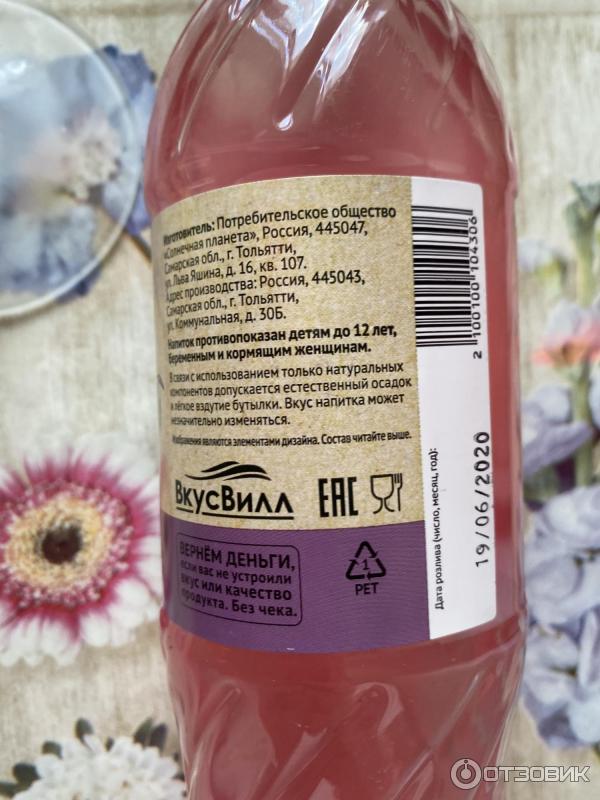 Изготовитель: Потребительское общество
«Солнечная планета», Россия, 445047,
Самарская обл., г. Тольятти,
ул. Льва Яшина, д. 16, кв. 107.
Адрес производства: Россия, 445043,
Самарская обл., г. Тольятти,
ул. Коммунальная, д. 30Б.
Напиток противопоказан детям до 12 лет,
беременным и кормящим женщинам.
В связи с использованием только натуральных
компонентов допускается естественный осадок
и лёгкое вздутие бутылки. Вкус напитка может
незначительно изменяться.
Изображения являются элементами дизайна. Состав читайте выше.
ВкусВилл
EAC
ВЕРНЁМ ДЕНЬГИ,
если вас не устроили
вкус или качество
продукта. Без чека.
1
PET
2 100100 104306
Дата розлива (число, месяц, год):
19/06/2020
ОТЗОВИК